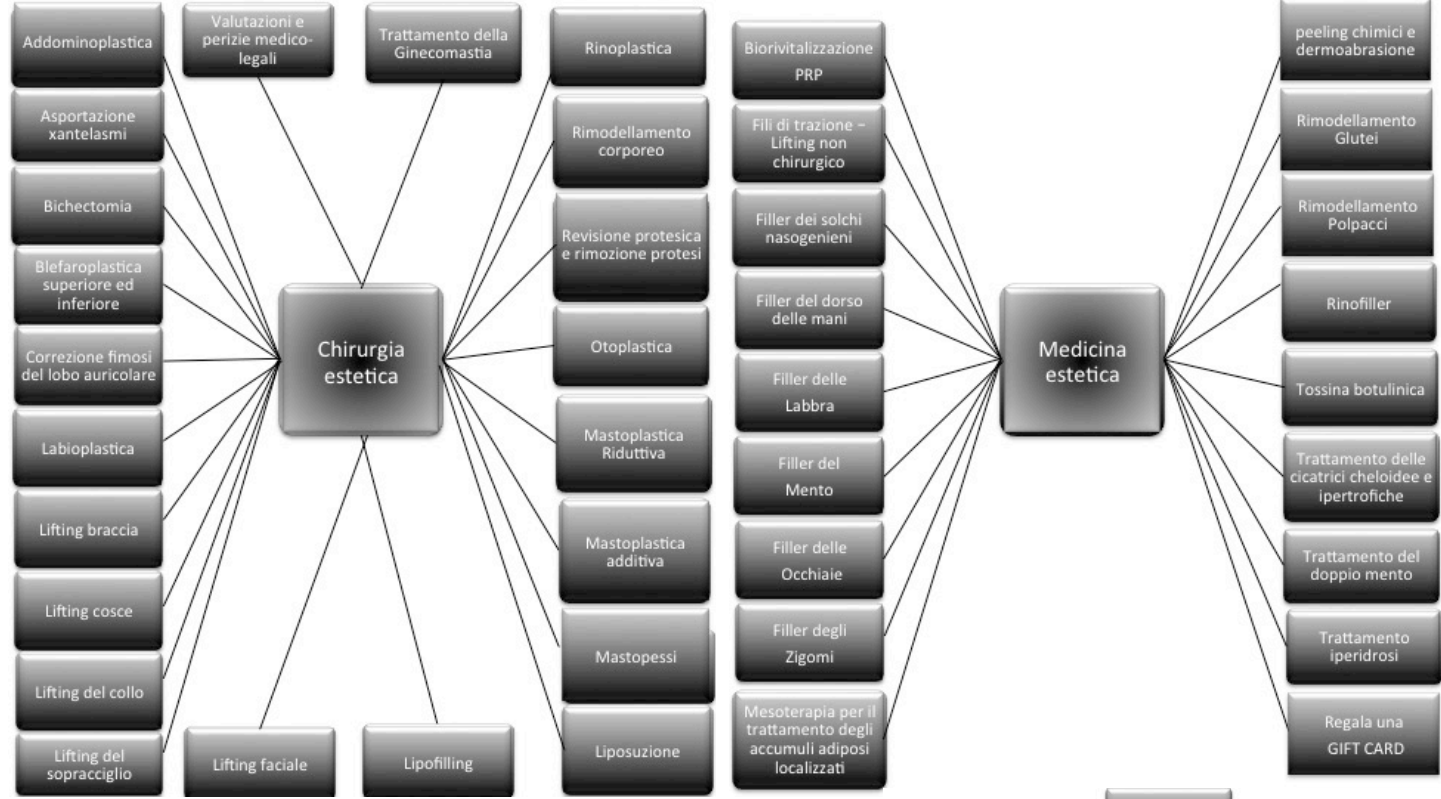 Addominoplastica
Asportazione
xantelasmi
Bichectomia
Blefaroplastica
superiore ed
inferiore
Correzione fimosi
del lobo auricolare
Labioplastica
Lifting braccia
Lifting cosce
Lifting del collo
Lifting del
sopracciglio
Valutazioni e
perizie medico-
legali
Trattamento della
Ginecomastia
Chirurgia
estetica
Lifting faciale
Lipofilling
Rinoplastica
Rimodellamento
corporeo
Revisione protesica
e rimozione protesi
Otoplastica
Mastoplastica
Riduttiva
Mastoplastica
additiva
Mastopessi
Liposuzione
Biorivitalizzazione
PRP
Fili di trazione –
Lifting non
chirurgico
Filler dei solchi
nasogenieni
Filler del dorso
delle mani
Filler delle
Labbra
Filler del
Mento
Filler delle
Occhiaie
Filler degli
Zigomi
Mesoterapia per il
trattamento degli
accumuli adiposi
localizzati
Medicina
estetica
peeling chimici e
dermoabrasione
Rimodellamento
Glutei
Rimodellamento
Polpacci
Rinofiller
Tossina botulinica
Trattamento delle
cicatrici cheloidee e
ipertrofiche
Trattamento del
doppio mento
Trattamento
iperidrosi
Regala una
GIFT CARD